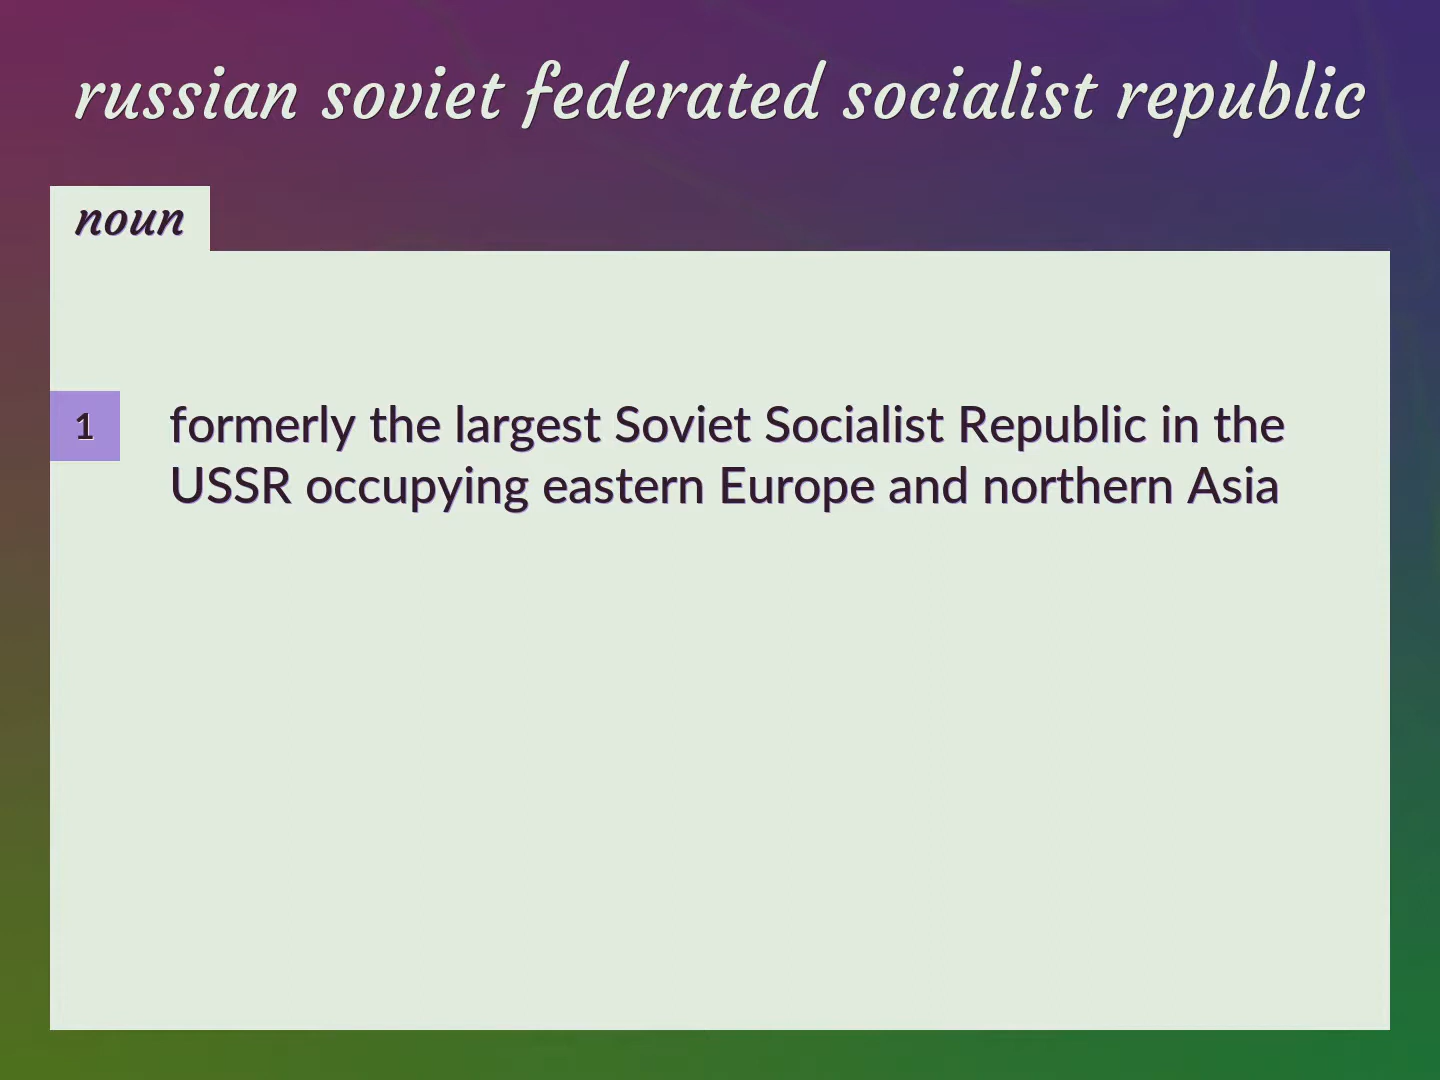 russian soviet federated socialist republic
noun
1
formerly the largest Soviet Socialist Republic in the
USSR occupying eastern Europe and northern Asia